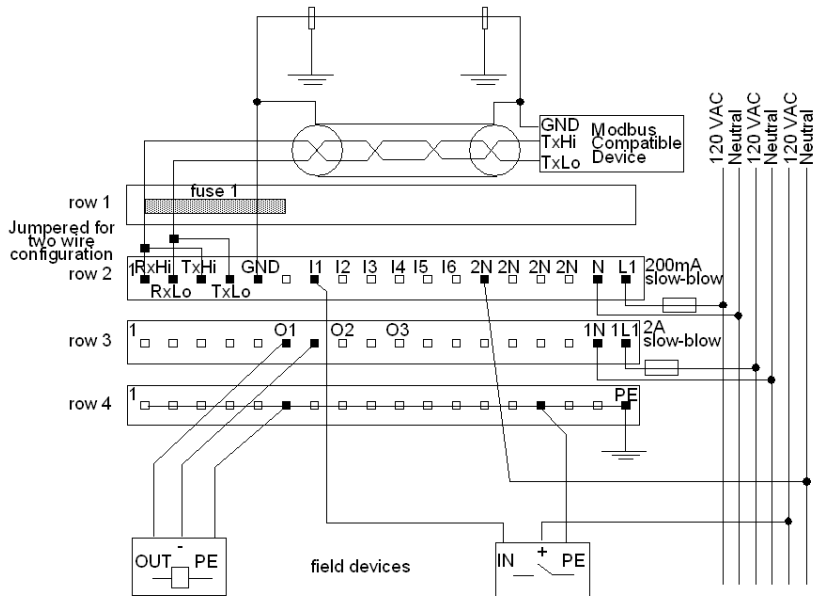 120 VAC
Neutral
120 VAC
Neutral
120 VAC
Neutral
GND
TxHi
TxLo
Modbus
Compatible
Device
row 1
fuse 1
Jumpered for
two wire
configuration
row 2
1 RxHi TxHi GND I1 I2 I3 I4 I5 I6 2N 2N 2N 2N N L1
RxLo TxLo
200mA
slow-blow
row 3
1 O1 O2 O3 1N 1L1
2A
slow-blow
row 4
1 PE
OUT - PE
field devices
IN + PE